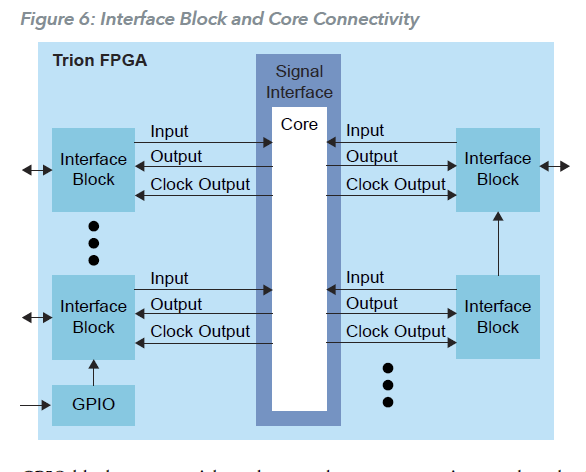 Figure 6: Interface Block and Core Connectivity
Trion FPGA
Signal
Interface
Core
Interface
Block
Input
Output
Clock Output
Input
Output
Clock Output
Interface
Block
Interface
Block
Input
Output
Clock Output
Input
Output
Clock Output
Interface
Block
GPIO